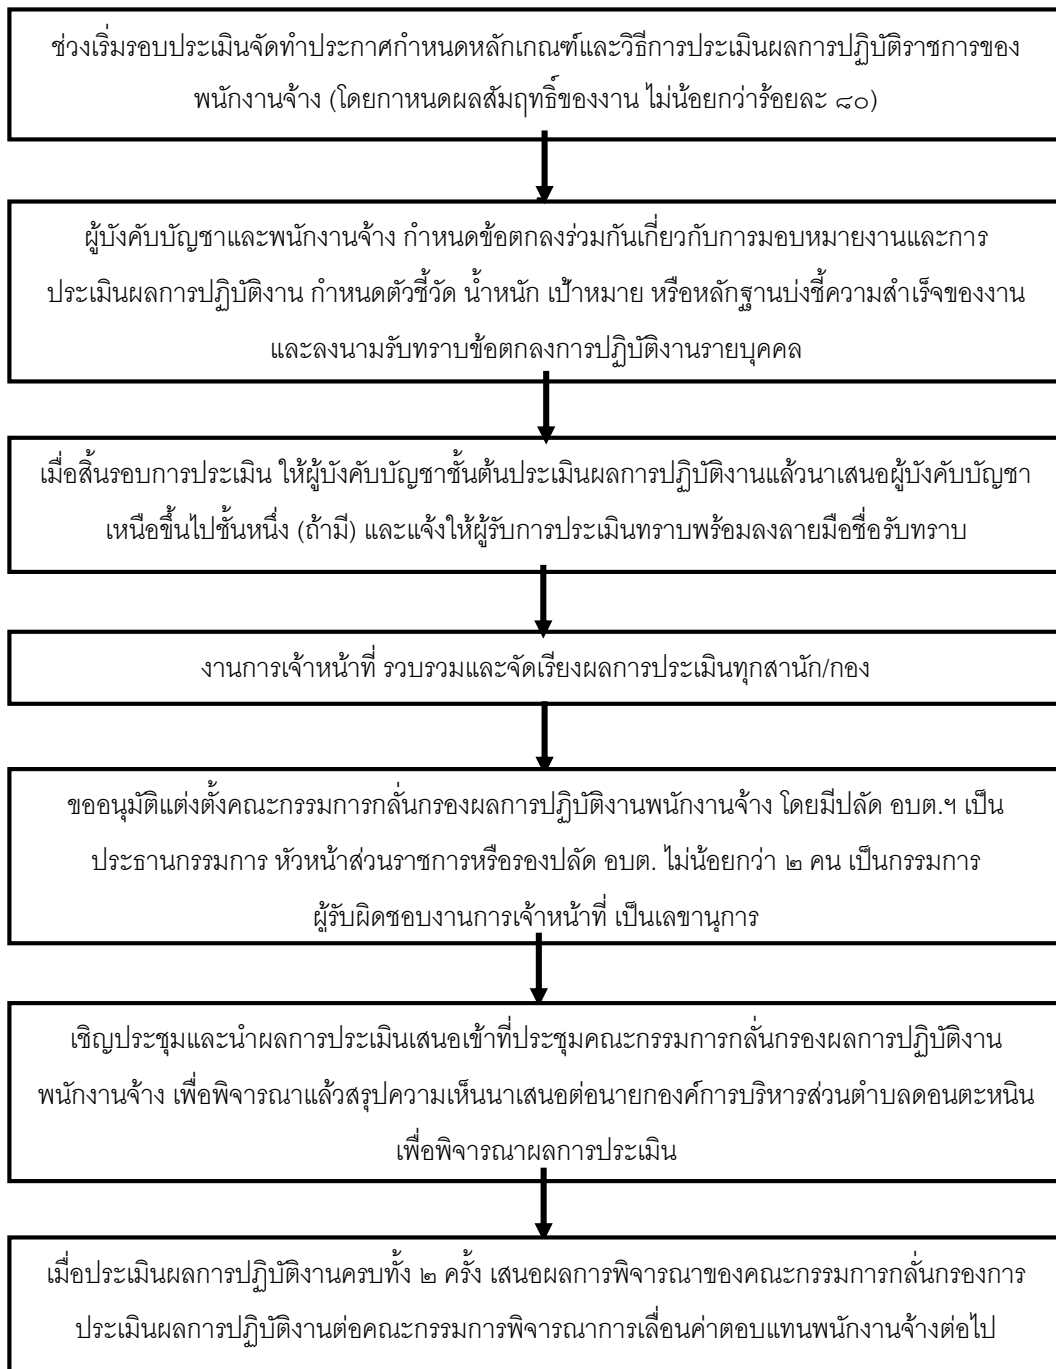 ช่วงเริ่มรอบประเมินจัดทำประกาศกำหนดหลักเกณฑ์และวิธีการประเมินผลการปฏิบัติราชการของ
พนักงานจ้าง (โดยกาหนดผลสัมฤทธิ์ของงาน ไม่น้อยกว่าร้อยละ ๘๐)
ผู้บังคับบัญชาและพนักงานจ้าง กำหนดข้อตกลงร่วมกันเกี่ยวกับการมอบหมายงานและการ
ประเมินผลการปฏิบัติงาน กำหนดตัวชี้วัด น้ำหนัก เป้าหมาย หรือหลักฐานบ่งชี้ความสำเร็จของงาน
และลงนามรับทราบข้อตกลงการปฏิบัติงานรายบุคคล
เมื่อสิ้นรอบการประเมิน ให้ผู้บังคับบัญชาชั้นต้นประเมินผลการปฏิบัติงานแล้วนาเสนอผู้บังคับบัญชา
เหนือขึ้นไปชั้นหนึ่ง (ถ้ามี) และแจ้งให้ผู้รับการประเมินทราบพร้อมลงลายมือชื่อรับทราบ
งานการเจ้าหน้าที่ รวบรวมและจัดเรียงผลการประเมินทุกสานัก/กอง
ขออนุมัติแต่งตั้งคณะกรรมการกลั่นกรองผลการปฏิบัติงานพนักงานจ้าง โดยมีปลัด อบต.ฯ เป็น
ประธานกรรมการ หัวหน้าส่วนราชการหรือรองปลัด อบต. ไม่น้อยกว่า ๒ คน เป็นกรรมการ
ผู้รับผิดชอบงานการเจ้าหน้าที่ เป็นเลขานุการ
เชิญประชุมและนำผลการประเมินเสนอเข้าที่ประชุมคณะกรรมการกลั่นกรองผลการปฏิบัติงาน
พนักงานจ้าง เพื่อพิจารณาแล้วสรุปความเห็นนาเสนอต่อนายกองค์การบริหารส่วนตำบลดอนตะหนิน
เพื่อพิจารณาผลการประเมิน
เมื่อประเมินผลการปฏิบัติงานครบทั้ง ๒ ครั้ง เสนอผลการพิจารณาของคณะกรรมการกลั่นกรองการ
ประเมินผลการปฏิบัติงานต่อคณะกรรมการพิจารณาการเลื่อนค่าตอบแทนพนักงานจ้างต่อไป